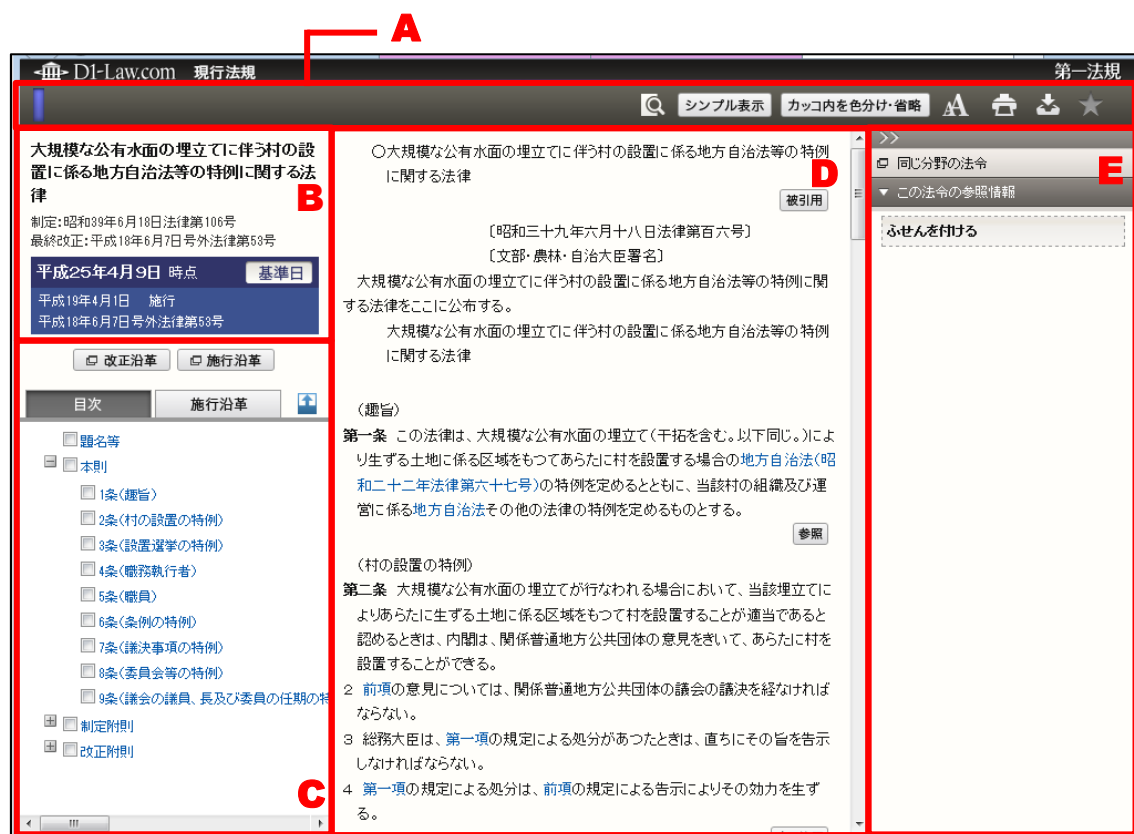 A
D1-Law.com 現行法規
第一法規
シンプル表示 カッコ内を色分け・省略 AA
大規模な公有水面の埋立てに伴う村の設
置に係る地方自治法等の特例に関する法
律
B
制定:昭和39年6月18日法律第106号
最終改正:平成18年6月7日号外法律第53号
平成25年4月9日 時点 基準日
平成19年4月1日 施行
平成18年6月7日号外法律第53号
改正沿革 施行沿革
目次 施行沿革
題名等
本則
1条(趣旨)
2条(村の設置の特例)
3条(設置選挙の特例)
4条(職務執行者)
5条(職員)
6条(条例の特例)
7条(議決事項の特例)
8条(委員会等の特例)
9条(議会の議員、長及び委員の任期の特
制定附則
改正附則
C
○大規模な公有水面の埋立てに伴う村の設置に係る地方自治法等の特例
に関する法律
D
被引用
〔昭和三十九年六月十八日法律第百六号〕
〔文部・農林・自治大臣署名〕
大規模な公有水面の埋立てに伴う村の設置に係る地方自治法等の特例に関
する法律をここに公布する。
大規模な公有水面の埋立てに伴う村の設置に係る地方自治法等の特例
に関する法律
(趣旨)
第一条 この法律は、大規模な公有水面の埋立て(干拓を含む。以下同じ。)によ
り生ずる土地に係る区域をもつてあらたに村を設置する場合の地方自治法(昭
和二十二年法律第六十七号)の特例を定めるとともに、当該村の組織及び運
営に係る地方自治法その他の法律の特例を定めるものとする。
参照
(村の設置の特例)
第二条 大規模な公有水面の埋立てが行なわれる場合において、当該埋立てに
よりあらたに生ずる土地に係る区域をもつて村を設置することが適当であると
認めるときは、内閣は、関係普通地方公共団体の意見をきいて、あらたに村を
設置することができる。
2 前項の意見については、関係普通地方公共団体の議会の議決を経なければ
ならない。
3 総務大臣は、第一項の規定による処分があつたときは、直ちにその旨を告示
しなければならない。
4 第一項の規定による処分は、前項の規定による告示によりその効力を生ず
る。
>>
同じ分野の法令
E
▼ この法令の参照情報
ふせんを付ける